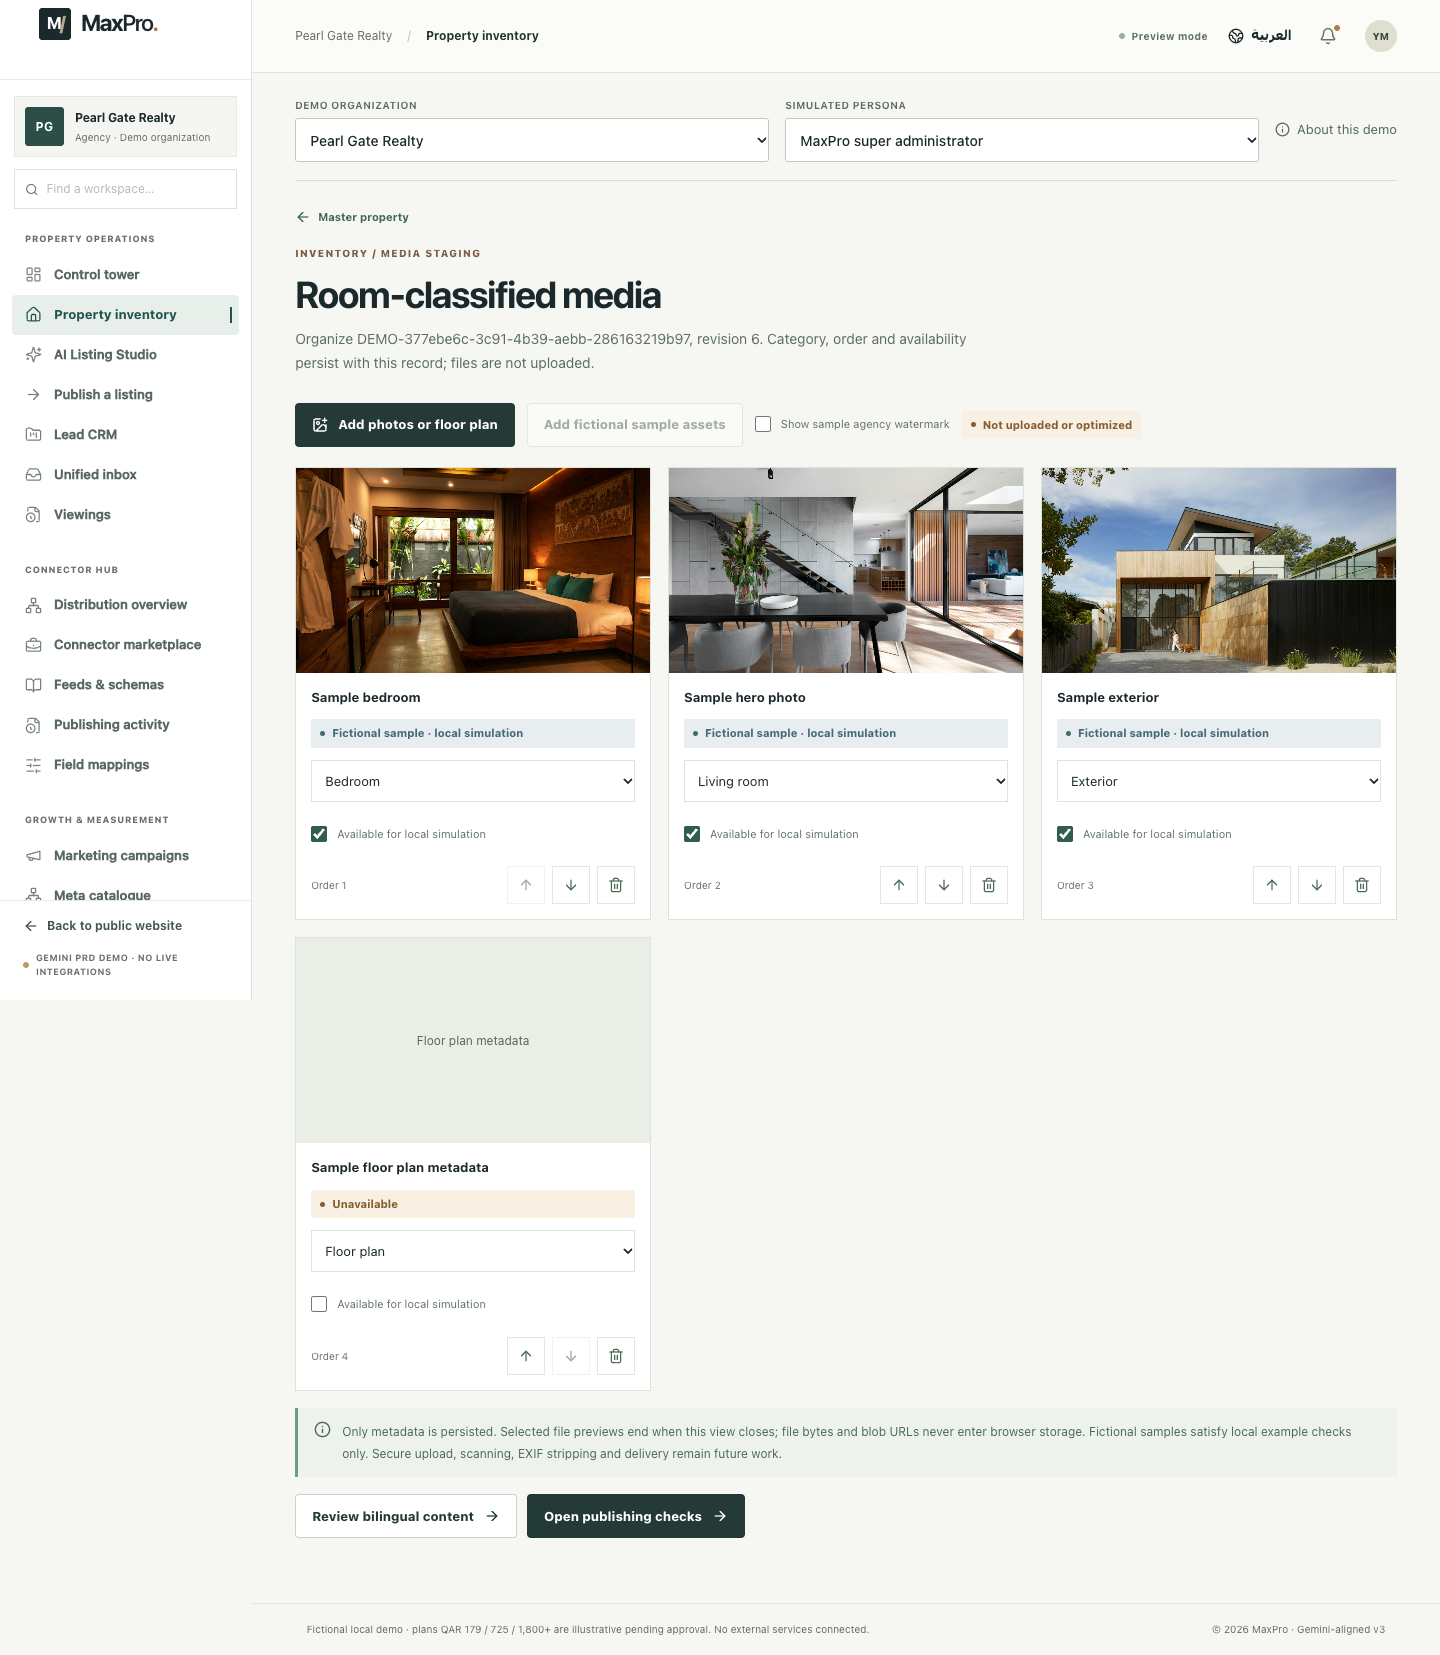 M/ MaxPro.
Pearl Gate Realty / Property inventory
Preview mode
العربية
YM
PG
Pearl Gate Realty
Agency · Demo organization
Find a workspace...
PROPERTY OPERATIONS
Control tower
Property inventory
AI Listing Studio
Publish a listing
Lead CRM
Unified inbox
Viewings
CONNECTOR HUB
Distribution overview
Connector marketplace
Feeds & schemas
Publishing activity
Field mappings
GROWTH & MEASUREMENT
Marketing campaigns
Meta catalogue
Back to public website
GEMINI PRD DEMO · NO LIVE
INTEGRATIONS
DEMO ORGANIZATION
Pearl Gate Realty
SIMULATED PERSONA
MaxPro super administrator
About this demo
Master property
INVENTORY / MEDIA STAGING
Room-classified media
Organize DEMO-377ebe6c-3c91-4b39-aebb-286163219b97, revision 6. Category, order and availability
persist with this record; files are not uploaded.
Add photos or floor plan
Add fictional sample assets
Show sample agency watermark
Not uploaded or optimized
Sample bedroom
Fictional sample · local simulation
Bedroom
Available for local simulation
Order 1
Sample hero photo
Fictional sample · local simulation
Living room
Available for local simulation
Order 2
Sample exterior
Fictional sample · local simulation
Exterior
Available for local simulation
Order 3
Floor plan metadata
Sample floor plan metadata
Unavailable
Floor plan
Available for local simulation
Order 4
Only metadata is persisted. Selected file previews end when this view closes; file bytes and blob URLs never enter browser storage. Fictional samples satisfy local example checks
only. Secure upload, scanning, EXIF stripping and delivery remain future work.
Review bilingual content
Open publishing checks
Fictional local demo · plans QAR 179 / 725 / 1,800+ are illustrative pending approval. No external services connected.
© 2026 MaxPro · Gemini-aligned v3